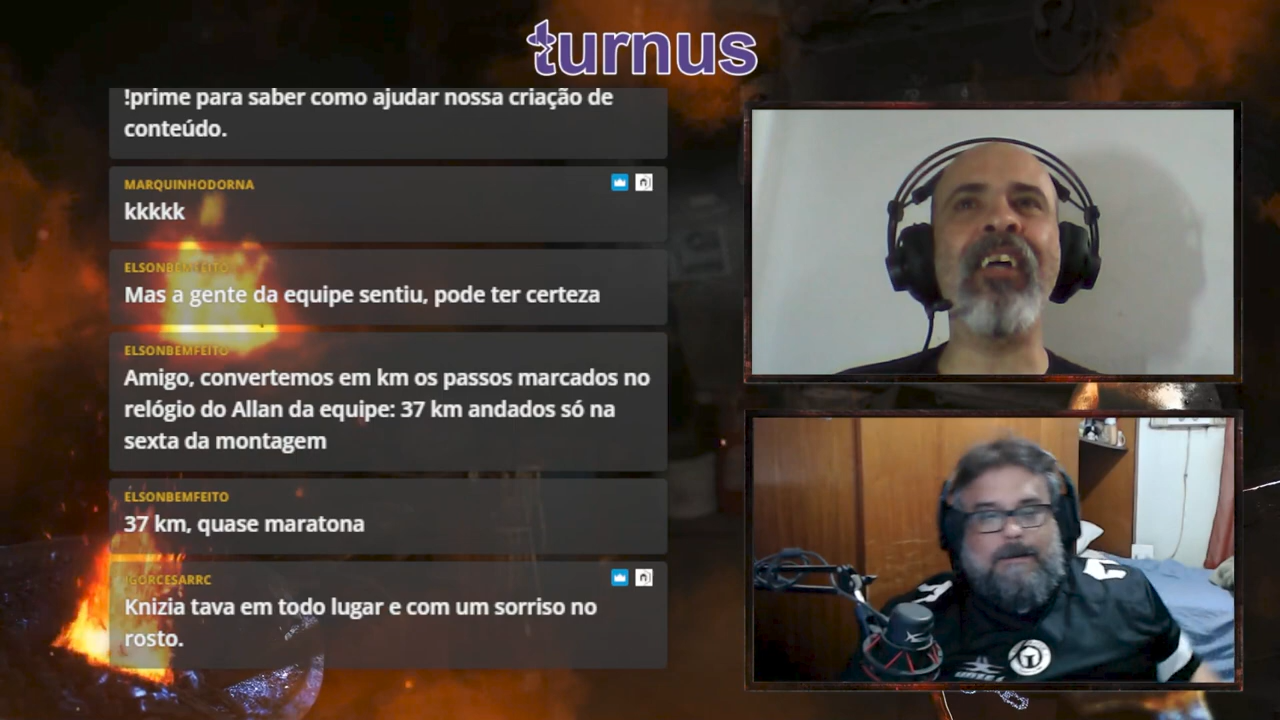 turnus
!prime para saber como ajudar nossa criação de
conteúdo.
MARQUINHODORNA
kkkkk
ELSONBEMFEITO
Mas a gente da equipe sentiu, pode ter certeza
ELSONBEMFEITO
Amigo, convertemos em km os passos marcados no
relógio do Allan da equipe: 37 km andados só na
sexta da montagem
ELSONBEMFEITO
37 km, quase maratona
IGORCESARRC
Knizia tava em todo lugar e com um sorriso no
rosto.